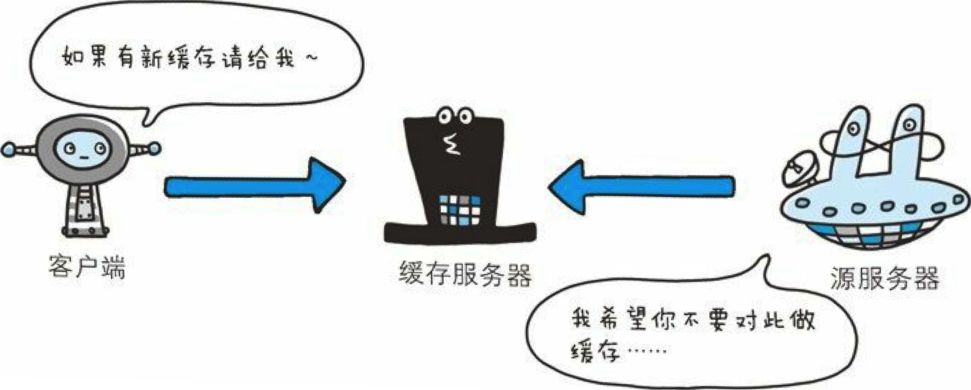 如果有新缓存请给我~
客户端
缓存服务器
源服务器
我希望你不要对此做
缓存……